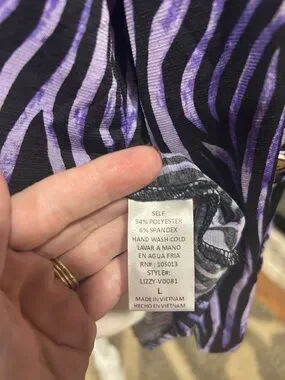 SELF
94% POLYESTER
6% SPANDEX
HAND WASH COLD
LAVAR A MANO
EN AGUA FRIA
RN#: 105013
STYLE#:
LIZZY-V0081
L
MADE IN VIETNAM
HECHO EN VIETNAM